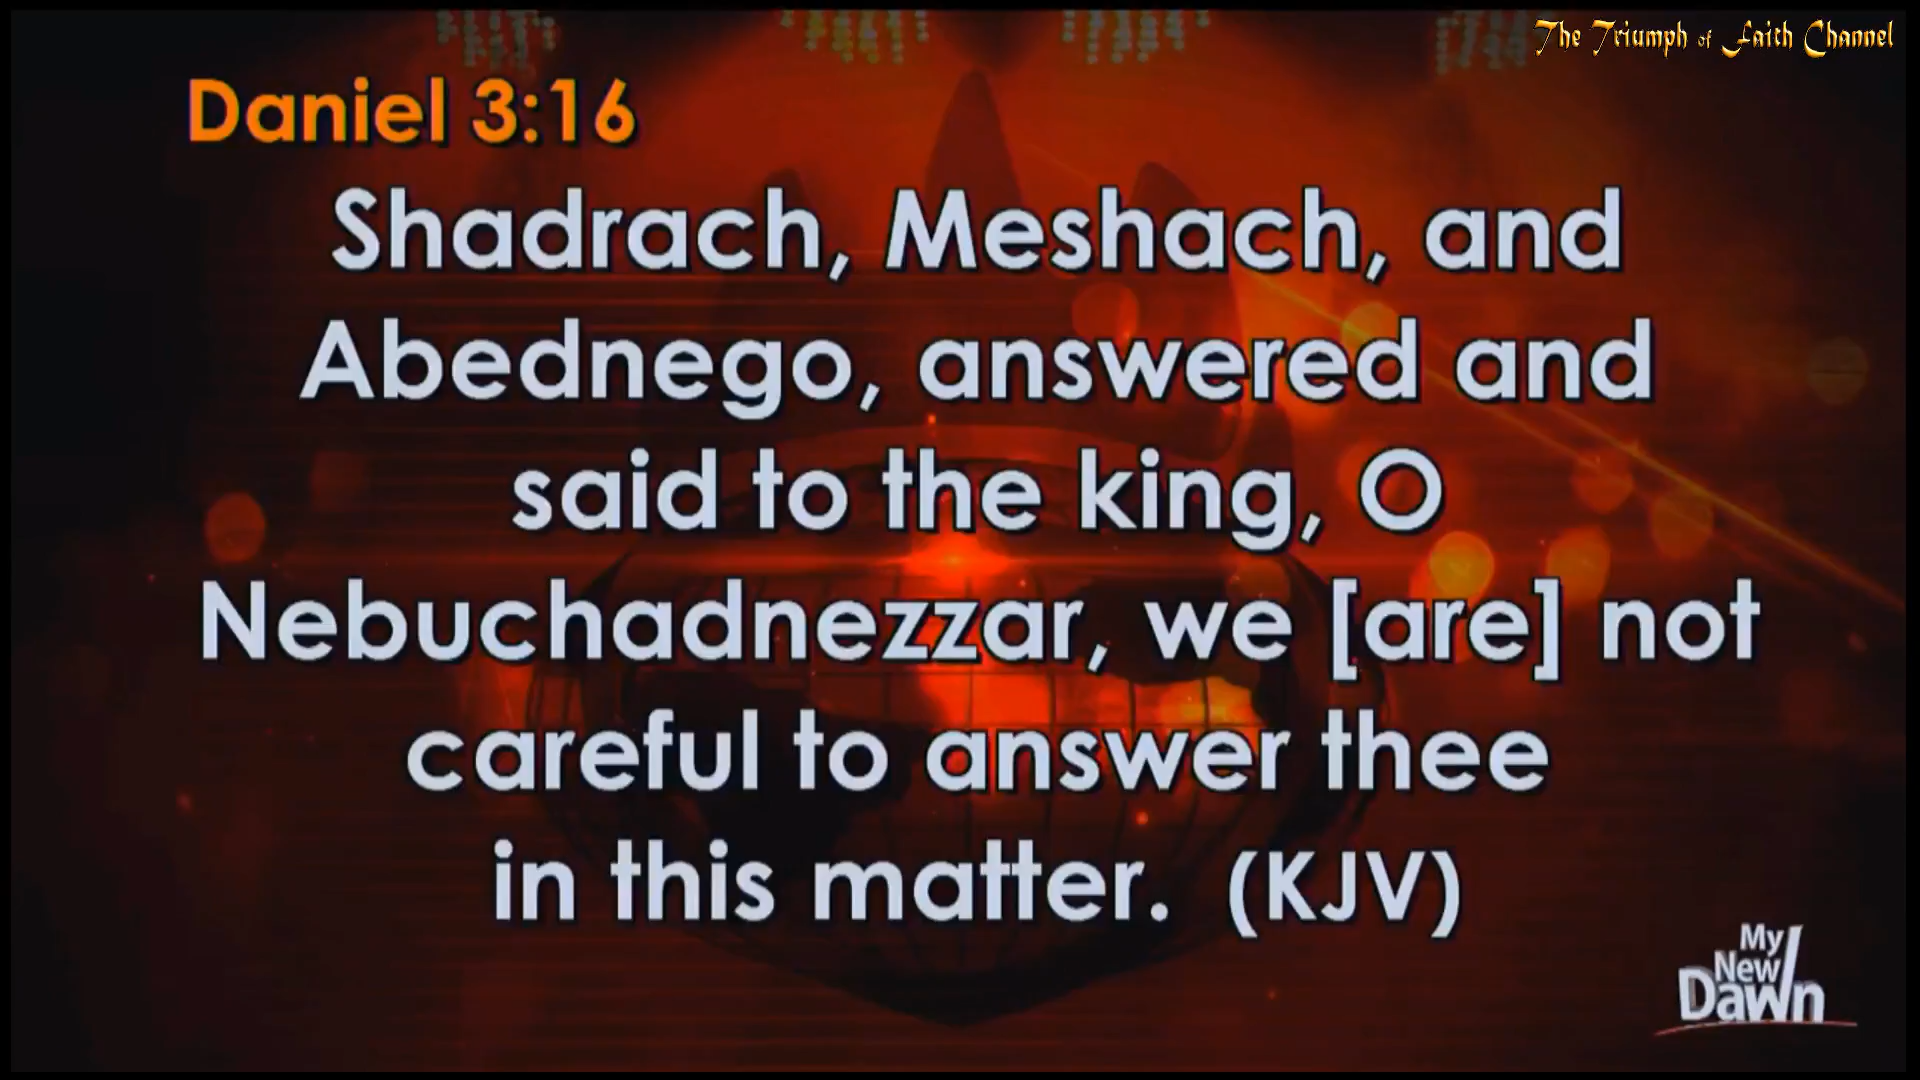 The Triumph of Faith Channel
Daniel 3:16
Shadrach, Meshach, and
Abednego, answered and
said to the king, O
Nebuchadnezzar, we [are] not
careful to answer thee
in this matter. (KJV)
My
New
Dawn